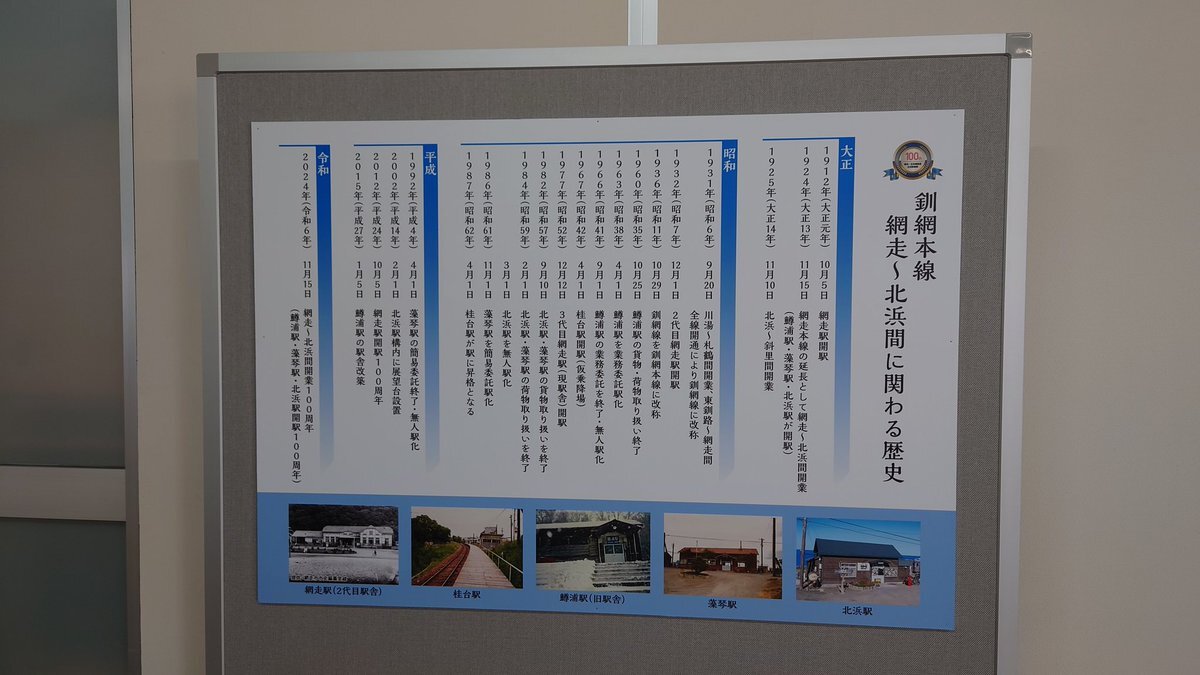 100th
釧網本線
網走～北浜間に関わる歴史
大正
1912年(大正元年) 10月5日 網走駅開駅
1924年(大正13年) 11月15日 網走本線の延長として網走～北浜間開業
(鱒浦駅・藻琴駅・北浜駅が開駅)
1925年(大正14年) 11月10日 北浜～斜里間開業
昭和
1931年(昭和6年) 9月20日 川湯～札鶴間開業、東釧路～網走間
全線開通により釧網線に改称
1932年(昭和7年) 12月1日 2代目網走駅開駅
1936年(昭和11年) 10月29日 釧網線を釧網本線に改称
1960年(昭和35年) 10月25日 鱒浦駅の貨物・荷物取り扱い終了
1963年(昭和38年) 4月1日 鱒浦駅を業務委託駅化
1966年(昭和41年) 9月1日 鱒浦駅の業務委託を終了・無人駅化
1967年(昭和42年) 4月1日 桂台駅開駅(仮乗降場)
1977年(昭和52年) 12月12日 3代目網走駅(現駅舎)開駅
1982年(昭和57年) 9月10日 北浜駅・藻琴駅の貨物取り扱いを終了
1984年(昭和59年) 2月1日 北浜駅・藻琴駅の荷物取り扱いを終了
3月1日 北浜駅を無人駅化
1986年(昭和61年) 11月1日 藻琴駅を簡易委託駅化
1987年(昭和62年) 4月1日 桂台駅が駅に昇格となる
平成
1992年(平成4年) 4月1日 藻琴駅の簡易委託終了・無人駅化
2002年(平成14年) 2月1日 北浜駅構内に展望台設置
2012年(平成24年) 10月5日 網走駅開駅100周年
2015年(平成27年) 1月5日 鱒浦駅の駅舎改築
令和
2024年(令和6年) 11月15日 網走～北浜間開業100周年
(鱒浦駅・藻琴駅・北浜駅開駅100周年)
網走駅(2代目駅舎)
桂台駅
鱒浦駅(旧駅舎)
藻琴駅
北浜駅